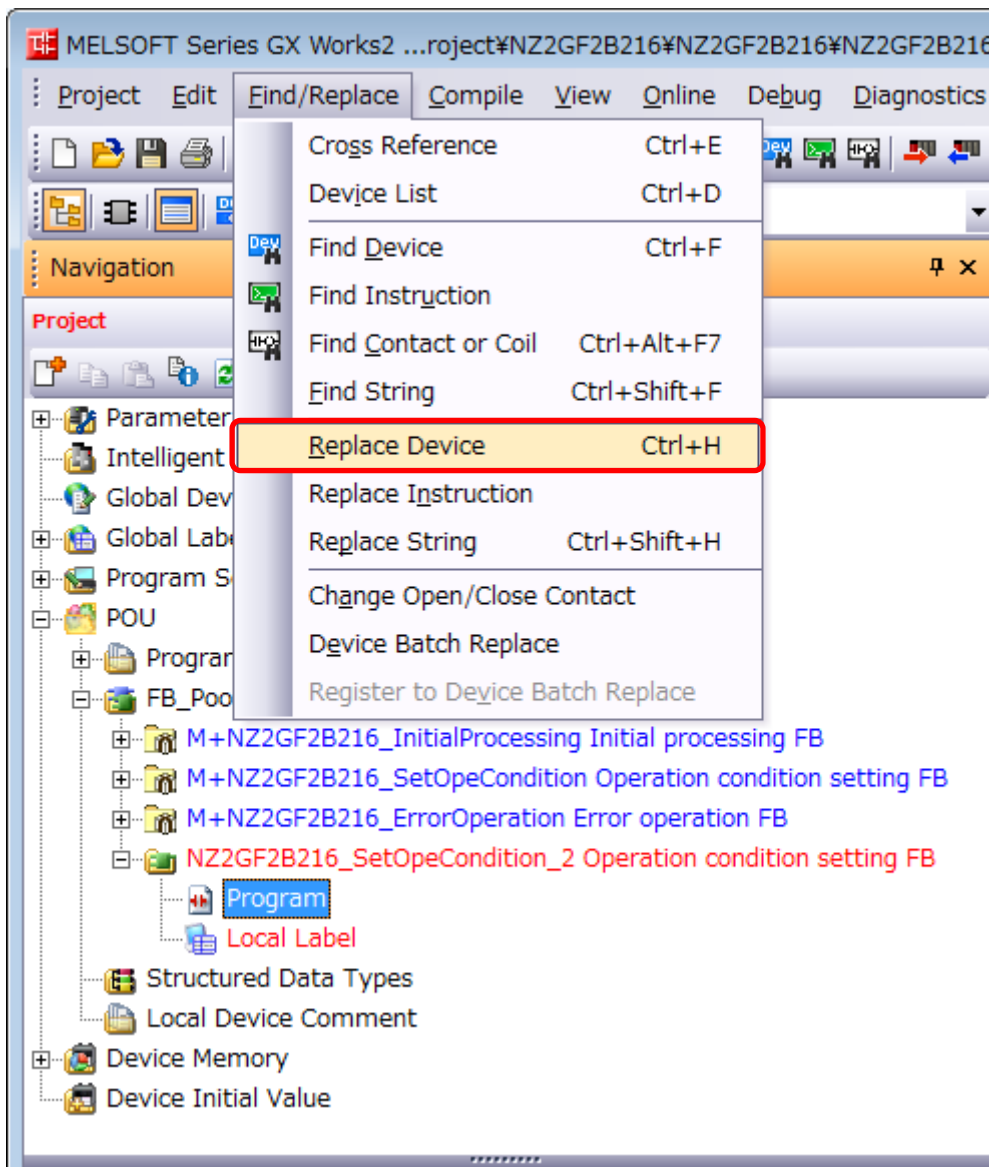 MELSOFT Series GX Works2 ...roject¥NZ2GF2B216¥NZ2GF2B216¥NZ2GF2B216
Project Edit Find/Replace Compile View Online Debug Diagnostics
Cross Reference Ctrl+E
Device List Ctrl+D
Find Device Ctrl+F
Navigation
Find Instruction
Project
Find Contact or Coil Ctrl+Alt+F7
Find String Ctrl+Shift+F
Parameter
Replace Device Ctrl+H
Intelligent
Replace Instruction
Global Dev
Replace String Ctrl+Shift+H
Global Labe
Program S
Change Open/Close Contact
POU
Device Batch Replace
Program
Register to Device Batch Replace
FB_Poo
M+NZ2GF2B216_InitialProcessing Initial processing FB
M+NZ2GF2B216_SetOpeCondition Operation condition setting FB
M+NZ2GF2B216_ErrorOperation Error operation FB
NZ2GF2B216_SetOpeCondition_2 Operation condition setting FB
Program
Local Label
Structured Data Types
Local Device Comment
Device Memory
Device Initial Value